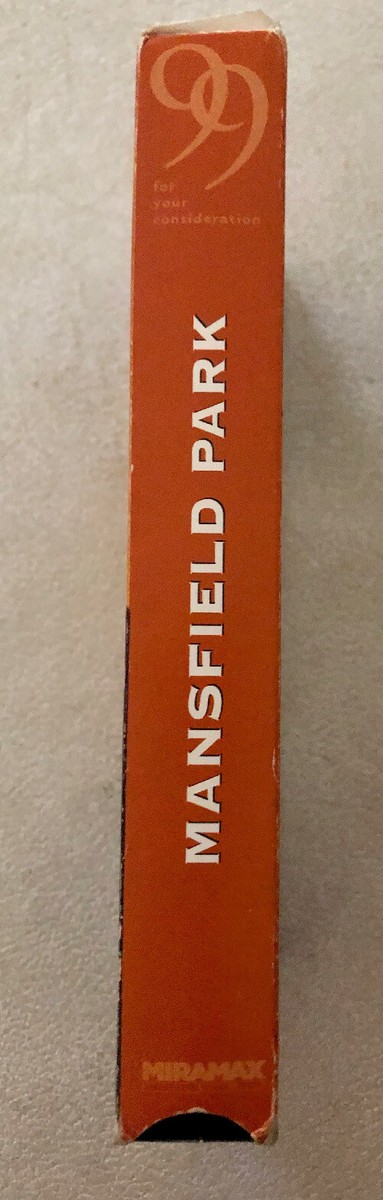 99
for
your
consideration
MANSFIELD PARK
MIRAMAX